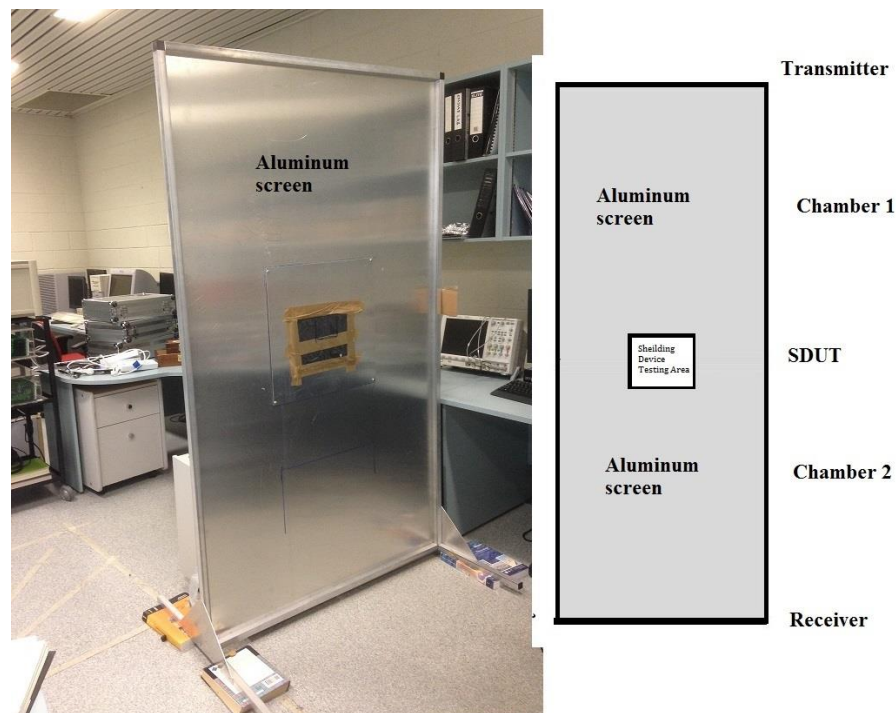 Aluminum
screen
Transmitter
Aluminum
screen
Chamber 1
Sheilding
Device
Testing Area
SDUT
Aluminum
screen
Chamber 2
Receiver